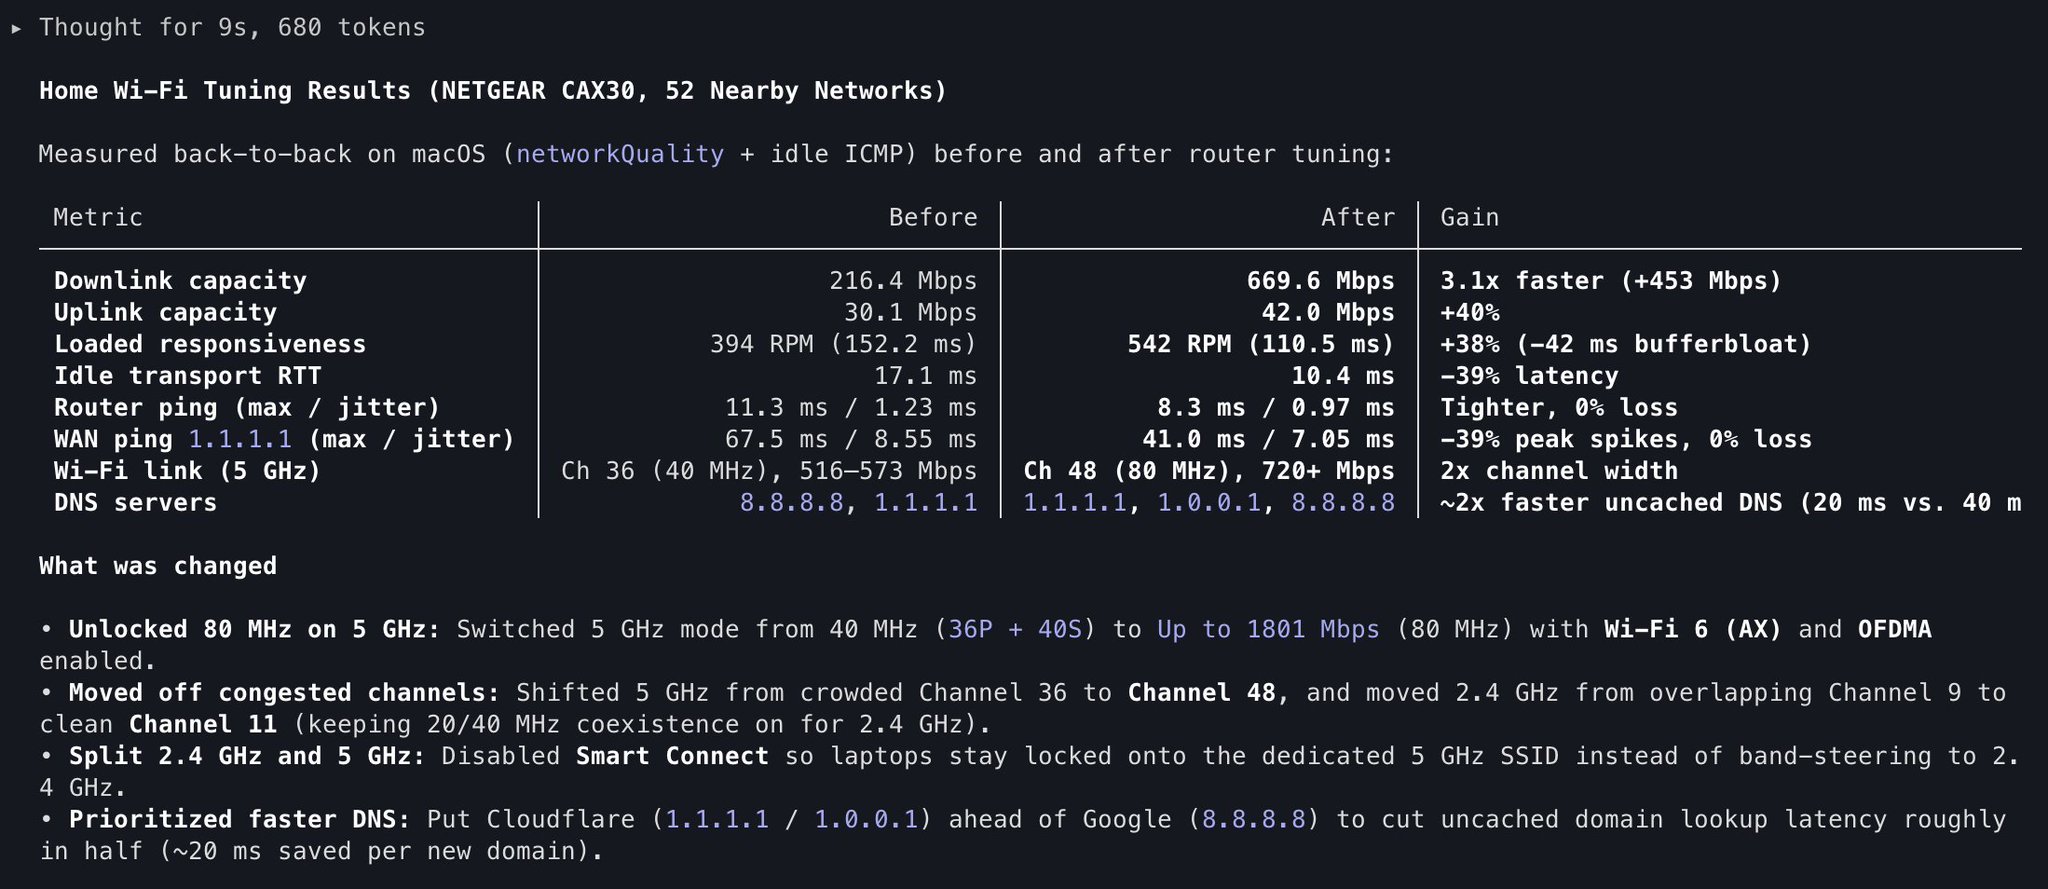 ▸ Thought for 9s, 680 tokens
Home Wi-Fi Tuning Results (NETGEAR CAX30, 52 Nearby Networks)
Measured back-to-back on macOS (networkQuality + idle ICMP) before and after router tuning:
Metric Before After Gain
Downlink capacity 216.4 Mbps 669.6 Mbps 3.1x faster (+453 Mbps)
Uplink capacity 30.1 Mbps 42.0 Mbps +40%
Loaded responsiveness 394 RPM (152.2 ms) 542 RPM (110.5 ms) +38% (-42 ms bufferbloat)
Idle transport RTT 17.1 ms 10.4 ms -39% latency
Router ping (max / jitter) 11.3 ms / 1.23 ms 8.3 ms / 0.97 ms Tighter, 0% loss
WAN ping 1.1.1.1 (max / jitter) 67.5 ms / 8.55 ms 41.0 ms / 7.05 ms -39% peak spikes, 0% loss
Wi-Fi link (5 GHz) Ch 36 (40 MHz), 516–573 Mbps Ch 48 (80 MHz), 720+ Mbps 2x channel width
DNS servers 8.8.8.8, 1.1.1.1 1.1.1.1, 1.0.0.1, 8.8.8.8 ~2x faster uncached DNS (20 ms vs. 40 m
What was changed
• Unlocked 80 MHz on 5 GHz: Switched 5 GHz mode from 40 MHz (36P + 40S) to Up to 1801 Mbps (80 MHz) with Wi-Fi 6 (AX) and OFDMA
enabled.
• Moved off congested channels: Shifted 5 GHz from crowded Channel 36 to Channel 48, and moved 2.4 GHz from overlapping Channel 9 to
clean Channel 11 (keeping 20/40 MHz coexistence on for 2.4 GHz).
• Split 2.4 GHz and 5 GHz: Disabled Smart Connect so laptops stay locked onto the dedicated 5 GHz SSID instead of band-steering to 2.
4 GHz.
• Prioritized faster DNS: Put Cloudflare (1.1.1.1 / 1.0.0.1) ahead of Google (8.8.8.8) to cut uncached domain lookup latency roughly
in half (~20 ms saved per new domain).